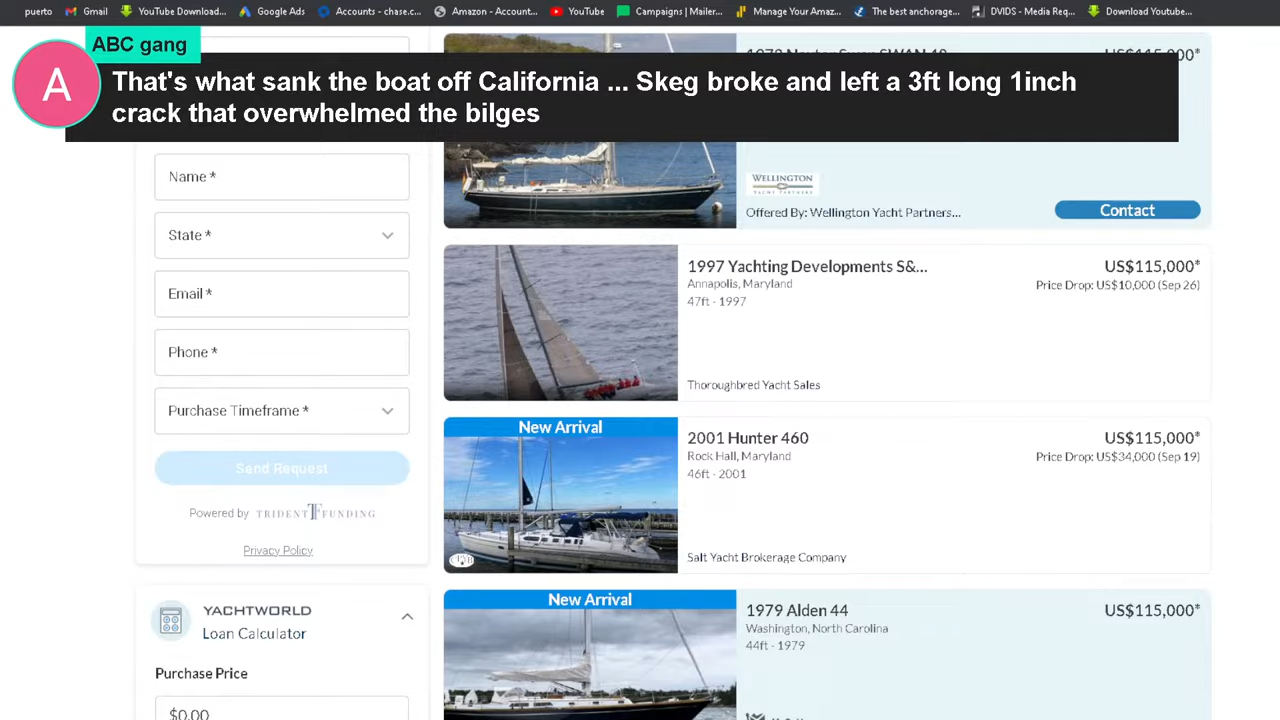 puerto
Gmail
YouTube Download...
Google Ads
Accounts - chase.c...
Amazon - Account...
YouTube
Campaigns | Mailer...
Manage Your Amaz...
The best anchorage...
DVIDS - Media Req...
Download Youtube...
ABC gang
A
That's what sank the boat off California ... Skeg broke and left a 3ft long 1inch
crack that overwhelmed the bilges
US$115,000*
WELLINGTON
Offered By: Wellington Yacht Partners...
Contact
Name *
State *
Email *
Phone *
Purchase Timeframe *
Send Request
Powered by TRIDENT FUNDING
Privacy Policy
YACHTWORLD
Loan Calculator
Purchase Price
$0.00
1997 Yachting Developments S&...
US$115,000*
Annapolis, Maryland
Price Drop: US$10,000 (Sep 26)
47ft - 1997
Thoroughbred Yacht Sales
New Arrival
2001 Hunter 460
US$115,000*
Rock Hall, Maryland
Price Drop: US$34,000 (Sep 19)
46ft - 2001
Salt Yacht Brokerage Company
New Arrival
1979 Alden 44
US$115,000*
Washington, North Carolina
44ft - 1979